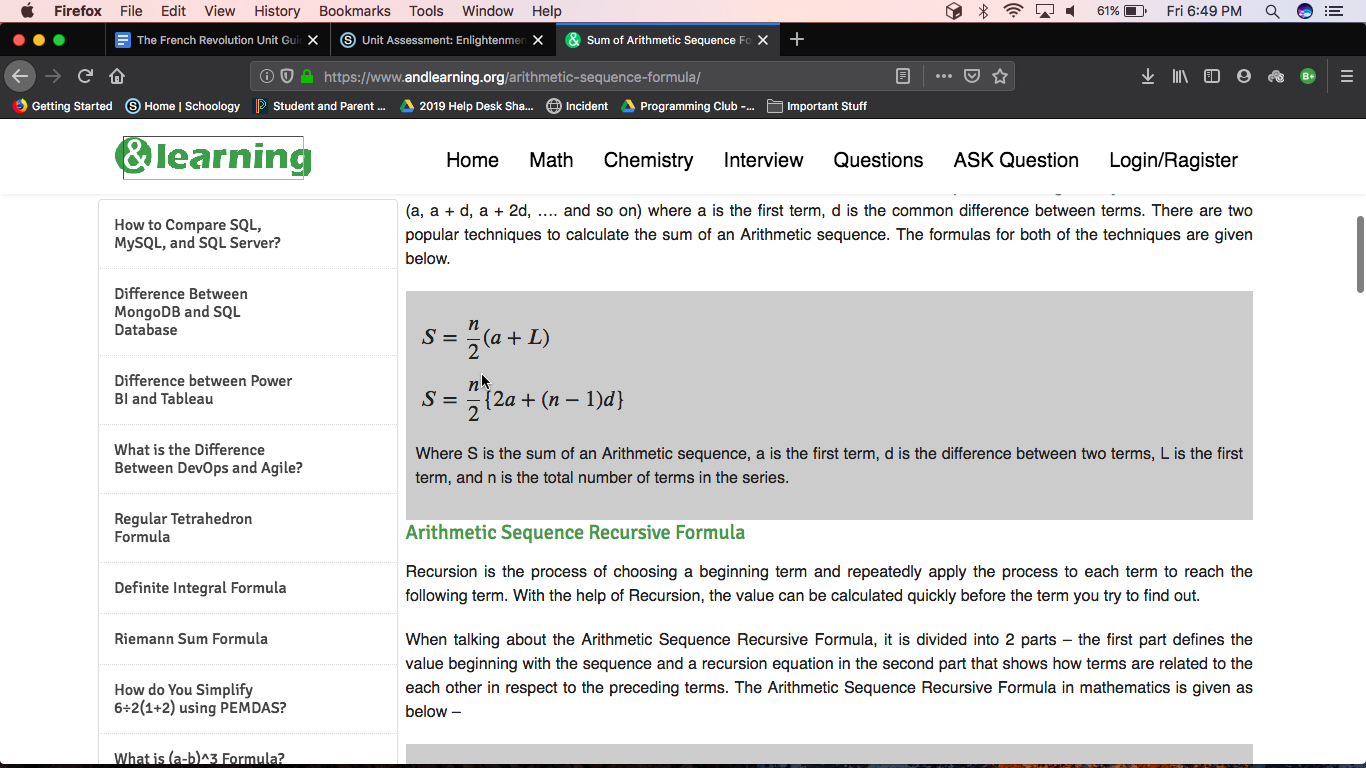 Firefox File Edit View History Bookmarks Tools Window Help 61% Fri 6:49 PM
The French Revolution Unit Gui
Unit Assessment: Enlightenmen
Sum of Arithmetic Sequence Fo
https://www.andlearning.org/arithmetic-sequence-formula/
Getting Started Home | Schoology Student and Parent ... 2019 Help Desk Sha... Incident Programming Club -... Important Stuff
&learning
Home Math Chemistry Interview Questions ASK Question Login/Ragister
How to Compare SQL,
MySQL, and SQL Server?
Difference Between
MongoDB and SQL
Database
Difference between Power
BI and Tableau
What is the Difference
Between DevOps and Agile?
Regular Tetrahedron
Formula
Definite Integral Formula
Riemann Sum Formula
How do You Simplify
6÷2(1+2) using PEMDAS?
What is (a-b)^3 Formula?
(a, a + d, a + 2d, …. and so on) where a is the first term, d is the common difference between terms. There are two
popular techniques to calculate the sum of an Arithmetic sequence. The formulas for both of the techniques are given
below.
S = n/2(a + L)
S = n/2{2a + (n − 1)d}
Where S is the sum of an Arithmetic sequence, a is the first term, d is the difference between two terms, L is the first
term, and n is the total number of terms in the series.
Arithmetic Sequence Recursive Formula
Recursion is the process of choosing a beginning term and repeatedly apply the process to each term to reach the
following term. With the help of Recursion, the value can be calculated quickly before the term you try to find out.
When talking about the Arithmetic Sequence Recursive Formula, it is divided into 2 parts – the first part defines the
value beginning with the sequence and a recursion equation in the second part that shows how terms are related to the
each other in respect to the preceding terms. The Arithmetic Sequence Recursive Formula in mathematics is given as
below –